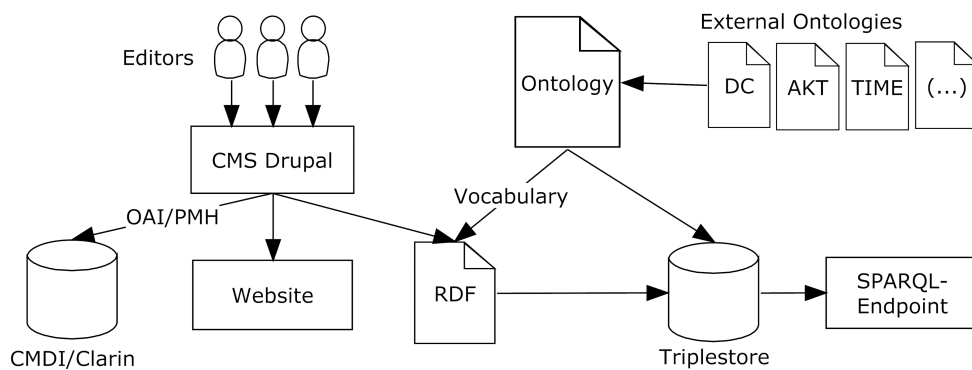 External Ontologies
Editors
Ontology
DC
AKT
TIME
(...)
CMS Drupal
Vocabulary
OAI/PMH
Website
RDF
SPARQL-
Endpoint
CMDI/Clarin
Triplestore